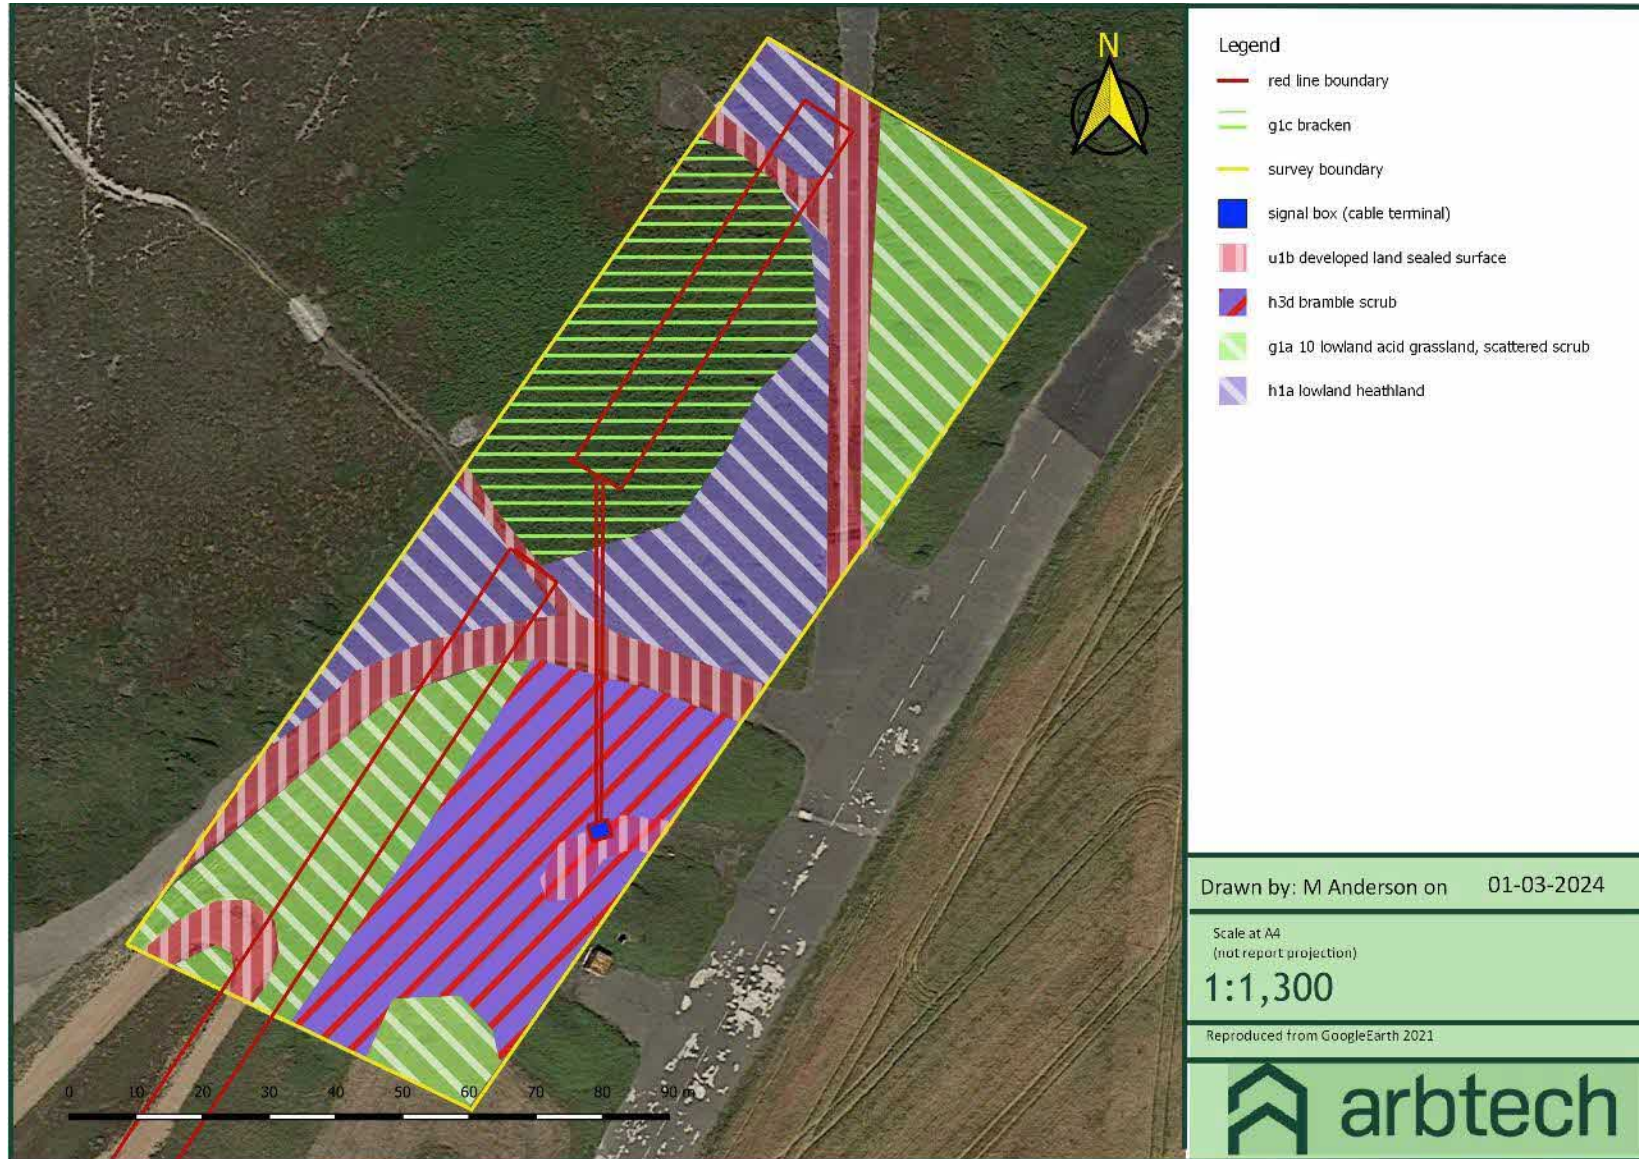 N
Legend
red line boundary
g1c bracken
survey boundary
signal box (cable terminal)
u1b developed land sealed surface
h3d bramble scrub
g1a 10 lowland acid grassland, scattered scrub
h1a lowland heathland
0 10 20 30 40 50 60 70 80 90 m
Drawn by: M Anderson on 01-03-2024
Scale at A4
(not report projection)
1:1,300
Reproduced from GoogleEarth 2021
arbtech